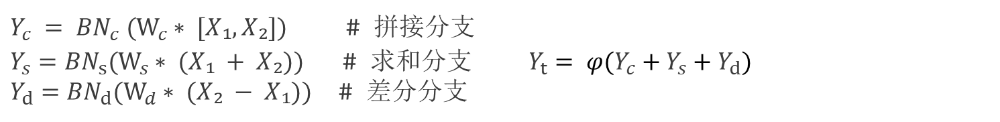 Y_c = BN_c (W_c * [X_1, X_2]) # 拼接分支
Y_s = BN_s(W_s * (X_1 + X_2)) # 求和分支 Y_t = φ(Y_c + Y_s + Y_d)
Y_d = BN_d(W_d * (X_2 − X_1)) # 差分分支